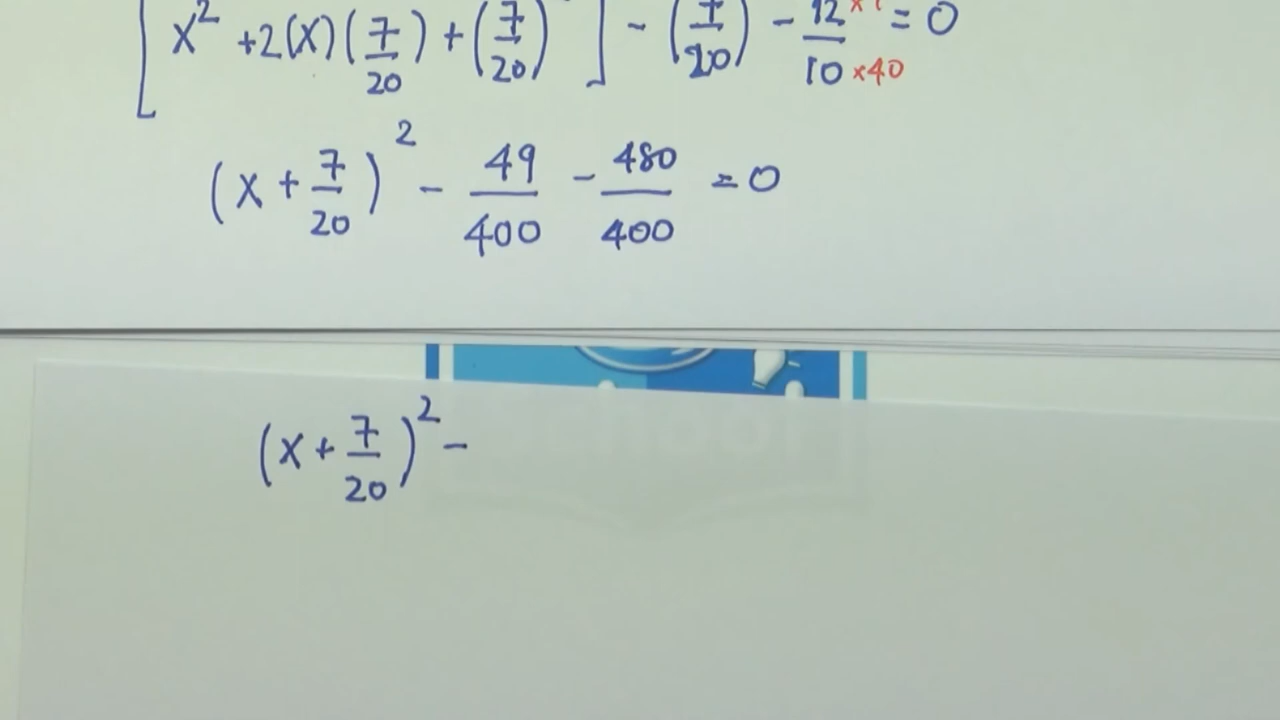 [x² + 2(x)(7/20) + (7/20)] - (7/20) - 12/10 ×40 = 0
(x + 7/20)² - 49/400 - 480/400 = 0
(x + 7/20)² -